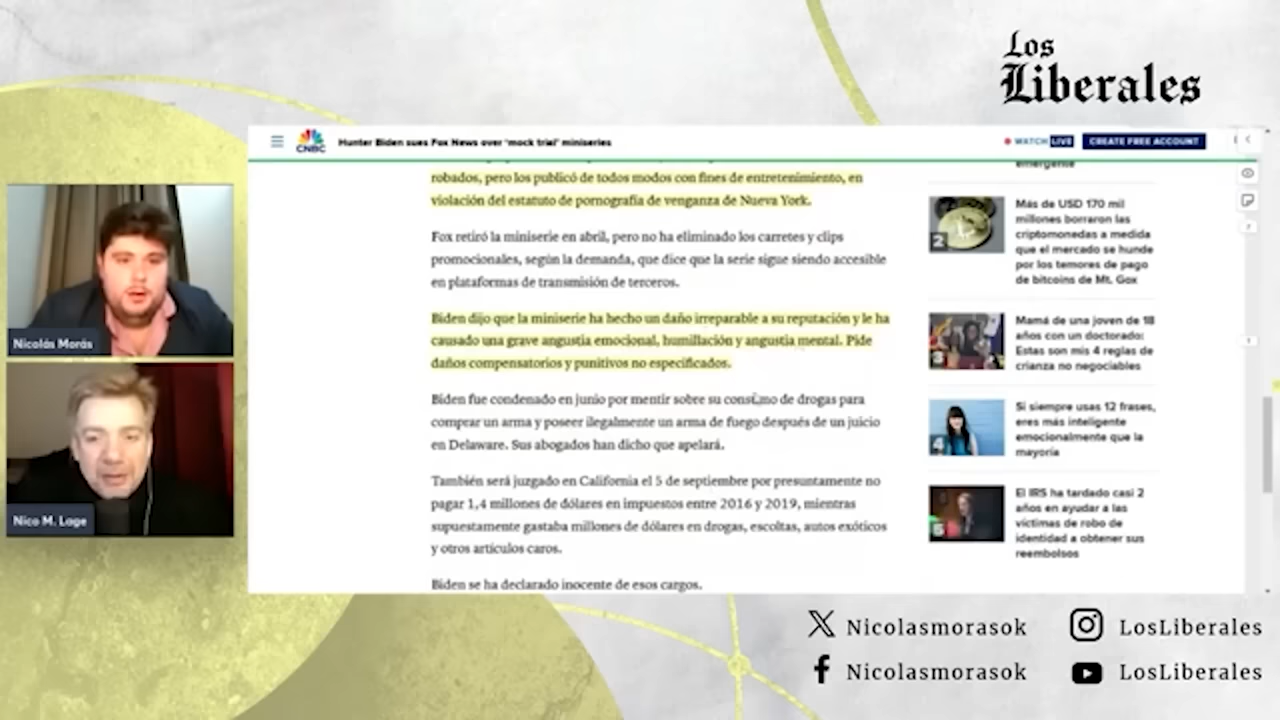 Los
Liberales
CNBC
Hunter Biden sues Fox News over 'mock trial' miniseries
WATCH LIVE
CREATE FREE ACCOUNT
robados, pero los publicó de todos modos con fines de entretenimiento, en
violación del estatuto de pornografía de venganza de Nueva York.
Fox retiró la miniserie en abril, pero no ha eliminado los carretes y clips
promocionales, según la demanda, que dice que la serie sigue siendo accesible
en plataformas de transmisión de terceros.
Biden dijo que la miniserie ha hecho un daño irreparable a su reputación y le ha
causado una grave angustia emocional, humillación y angustia mental. Pide
daños compensatorios y punitivos no especificados.
Biden fue condenado en junio por mentir sobre su consumo de drogas para
comprar un arma y poseer ilegalmente un arma de fuego después de un juicio
en Delaware. Sus abogados han dicho que apelará.
También será juzgado en California el 5 de septiembre por presuntamente no
pagar 1,4 millones de dólares en impuestos entre 2016 y 2019, mientras
supuestamente gastaba millones de dólares en drogas, escoltas, autos exóticos
y otros artículos caros.
Biden se ha declarado inocente de esos cargos.
emergente
2
Más de USD 170 mil
millones borraron las
criptomonedas a medida
que el mercado se hunde
por los temores de pago
de bitcoins de Mt. Gox
3
Mamá de una joven de 18
años con un doctorado:
Estas son mis 4 reglas de
crianza no negociables
4
Si siempre usas 12 frases,
eres más inteligente
emocionalmente que la
mayoría
5
El IRS ha tardado casi 2
años en ayudar a las
víctimas de robo de
identidad a obtener sus
reembolsos
Nicolás Morás
Nico M. Lage
Nicolasmorasok
LosLiberales
Nicolasmorasok
LosLiberales